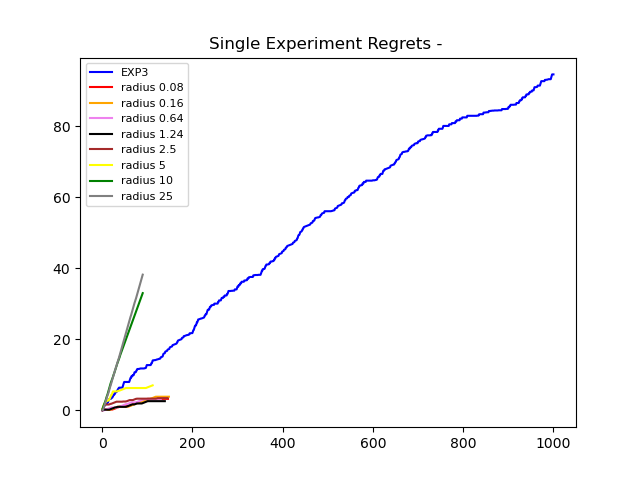 Single Experiment Regrets -
EXP3
radius 0.08
radius 0.16
radius 0.64
radius 1.24
radius 2.5
radius 5
radius 10
radius 25
80
60
40
20
0
0 200 400 600 800 1000